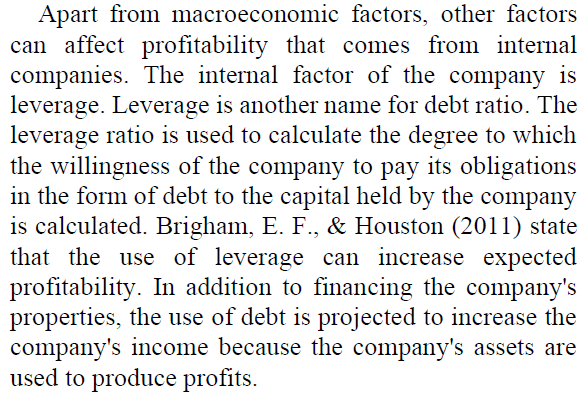 Apart from macroeconomic factors, other factors
can affect profitability that comes from internal
companies. The internal factor of the company is
leverage. Leverage is another name for debt ratio. The
leverage ratio is used to calculate the degree to which
the willingness of the company to pay its obligations
in the form of debt to the capital held by the company
is calculated. Brigham, E. F., & Houston (2011) state
that the use of leverage can increase expected
profitability. In addition to financing the company's
properties, the use of debt is projected to increase the
company's income because the company's assets are
used to produce profits.